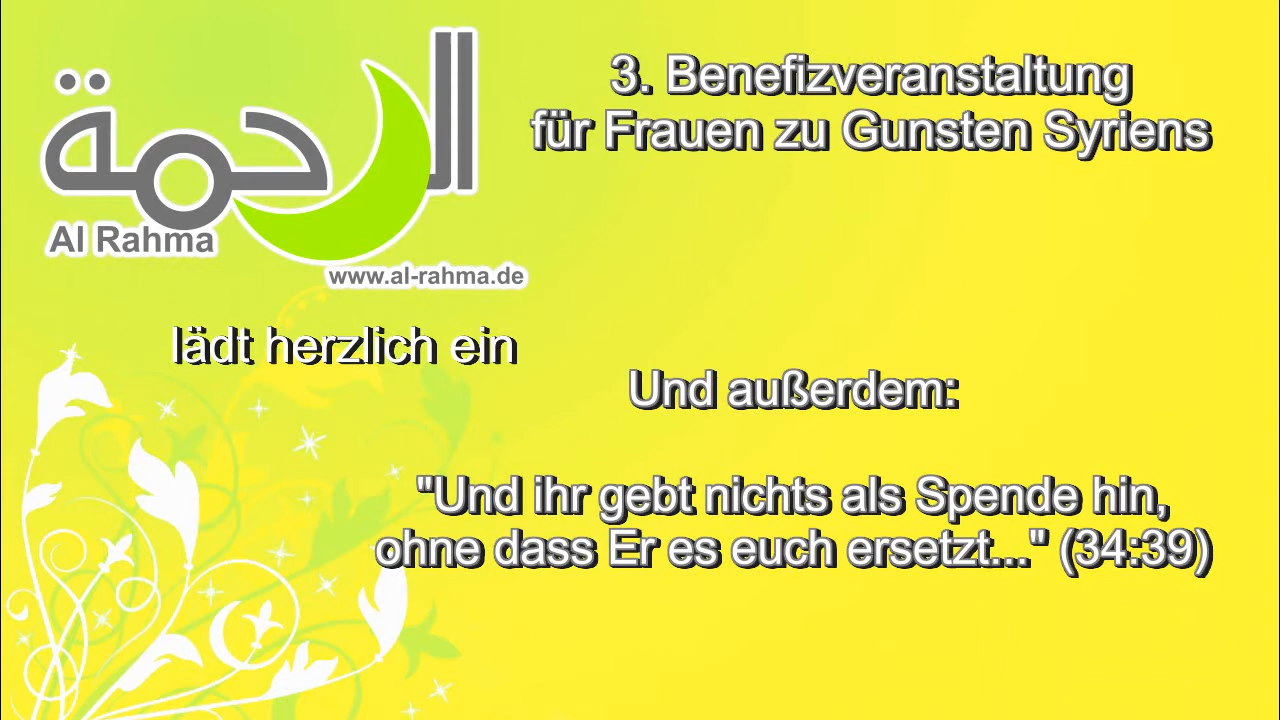 الرحمة
Al Rahma
www.al-rahma.de
lädt herzlich ein
3. Benefizveranstaltung
für Frauen zu Gunsten Syriens
Und außerdem:
"Und ihr gebt nichts als Spende hin,
ohne dass Er es euch ersetzt..." (34:39)